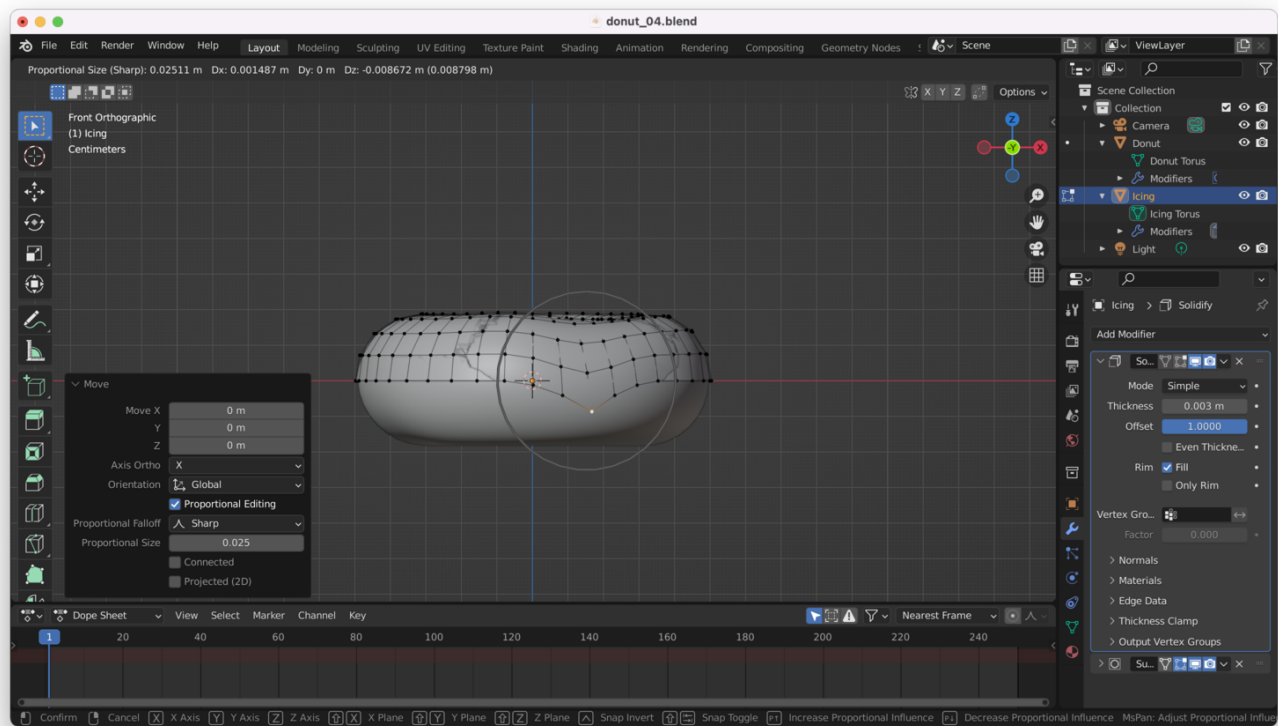 donut_04.blend
File Edit Render Window Help Layout Modeling Sculpting UV Editing Texture Paint Shading Animation Rendering Compositing Geometry Nodes Scene ViewLayer
Proportional Size (Sharp): 0.02511 m Dx: 0.001487 m Dy: 0 m Dz: -0.008672 m (0.008798 m)
X Y Z Options
Front Orthographic
(1) Icing
Centimeters
Z
-Y X
Scene Collection
Collection
Camera
Donut
Donut Torus
Modifiers
Icing
Icing Torus
Modifiers
Light
Icing > Solidify
Add Modifier
So...
Mode Simple
Thickness 0.003 m
Offset 1.0000
Even Thickne...
Rim Fill
Only Rim
Vertex Gro...
Factor 0.000
Normals
Materials
Edge Data
Thickness Clamp
Output Vertex Groups
Su...
Move
Move X 0 m
Y 0 m
Z 0 m
Axis Ortho X
Orientation Global
Proportional Editing
Proportional Falloff Sharp
Proportional Size 0.025
Connected
Projected (2D)
Dope Sheet View Select Marker Channel Key Nearest Frame
1 20 40 60 80 100 120 140 160 180 200 220 240
Confirm Cancel X X Axis Y Y Axis Z Z Axis X X Plane Y Y Plane Z Z Plane Snap Invert Snap Toggle Increase Proportional Influence Decrease Proportional Influence MsPan: Adjust Proportional Influe